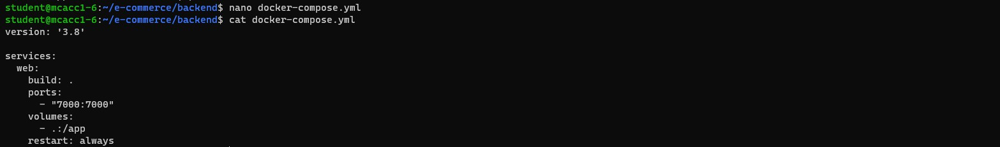 student@mcacc1-6:~/e-commerce/backend$ nano docker-compose.yml
student@mcacc1-6:~/e-commerce/backend$ cat docker-compose.yml
version: '3.8'

services:
  web:
    build: .
    ports:
      - "7000:7000"
    volumes:
      - .:/app
    restart: always